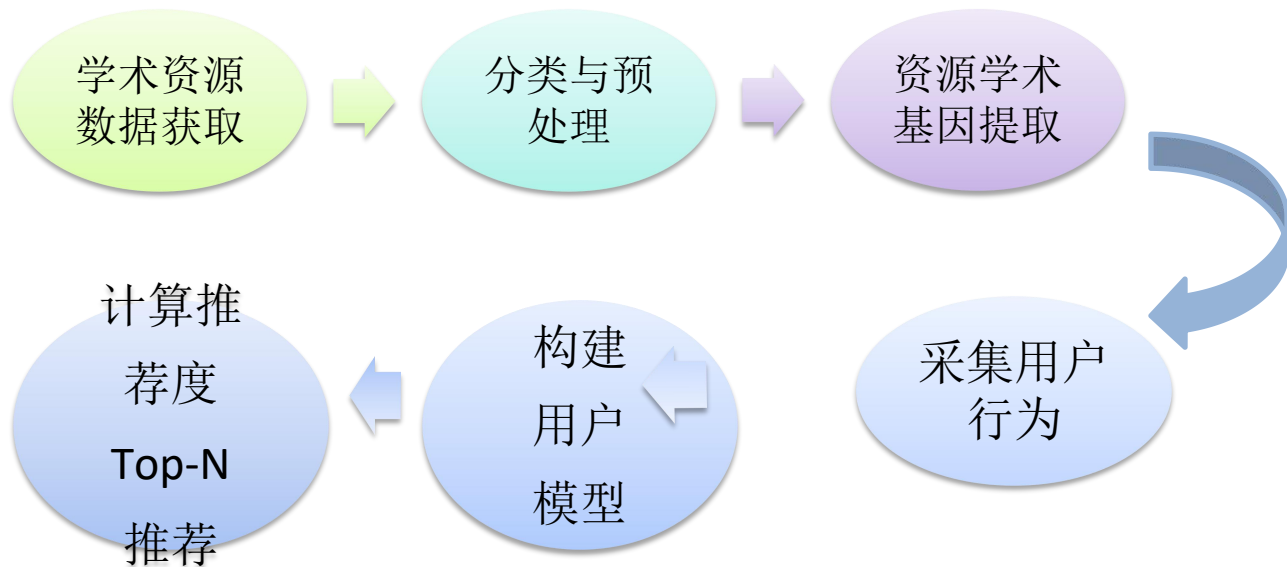 学术资源
数据获取
分类与预
处理
资源学术
基因提取
采集用户
行为
构建
用户
模型
计算推
荐度
Top-N
推荐